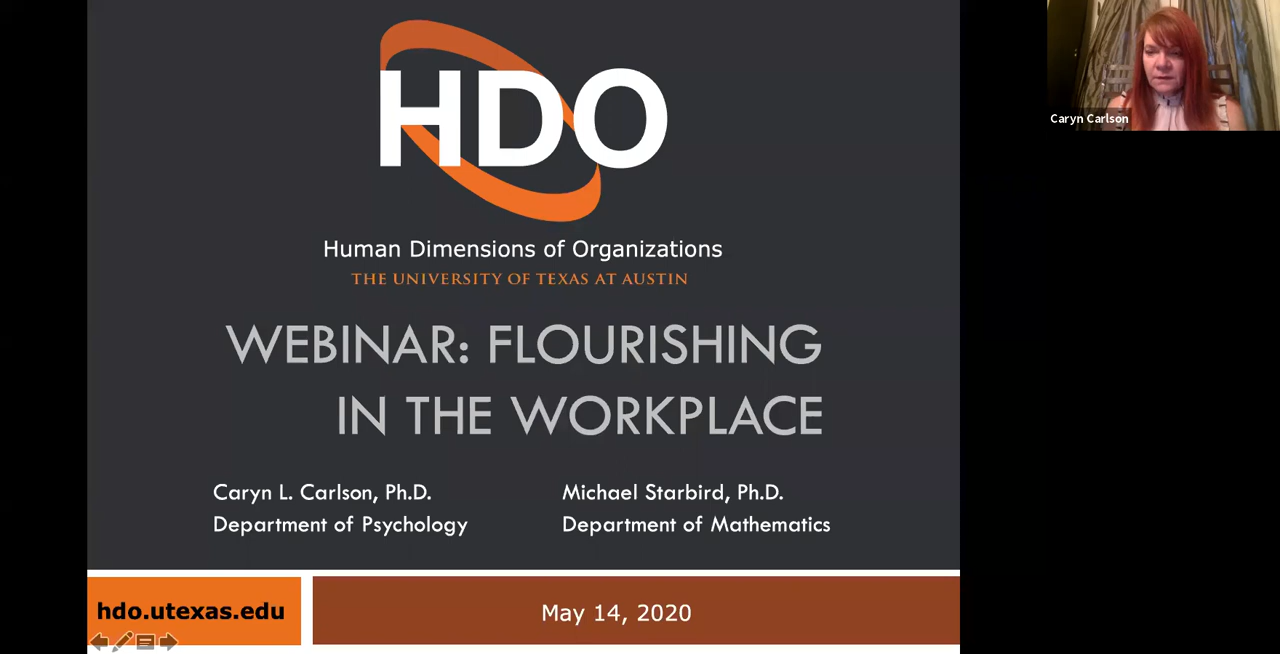 HDO
Human Dimensions of Organizations
THE UNIVERSITY OF TEXAS AT AUSTIN
WEBINAR: FLOURISHING
IN THE WORKPLACE
Caryn L. Carlson, Ph.D.
Department of Psychology
Michael Starbird, Ph.D.
Department of Mathematics
hdo.utexas.edu
May 14, 2020
Caryn Carlson